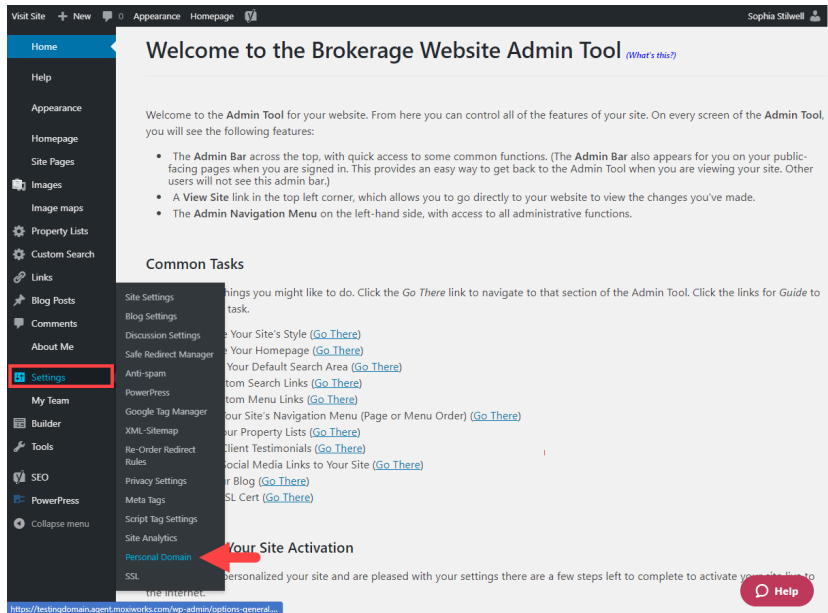 Visit Site + New 0 Appearance Homepage Sophia Stilwell
Home
Help
Appearance
Homepage
Site Pages
Images
Image maps
Property Lists
Custom Search
Links
Blog Posts
Comments
About Me
Settings
My Team
Builder
Tools
SEO
PowerPress
Collapse menu
Site Settings
Blog Settings
Discussion Settings
Safe Redirect Manager
Anti-spam
PowerPress
Google Tag Manager
XML-Sitemap
Re-Order Redirect
Rules
Privacy Settings
Meta Tags
Script Tag Settings
Site Analytics
Personal Domain
SSL
Welcome to the Brokerage Website Admin Tool (What's this?)
Welcome to the Admin Tool for your website. From here you can control all of the features of your site. On every screen of the Admin Tool,
you will see the following features:
• The Admin Bar across the top, with quick access to some common functions. (The Admin Bar also appears for you on your public-
facing pages when you are signed in. This provides an easy way to get back to the Admin Tool when you are viewing your site. Other
users will not see this admin bar.)
• A View Site link in the top left corner, which allows you to go directly to your website to view the changes you've made.
• The Admin Navigation Menu on the left-hand side, with access to all administrative functions.
Common Tasks
hings you might like to do. Click the Go There link to navigate to that section of the Admin Tool. Click the links for Guide to
task.
e Your Site's Style (Go There)
e Your Homepage (Go There)
Your Default Search Area (Go There)
tom Search Links (Go There)
tom Menu Links (Go There)
our Site's Navigation Menu (Page or Menu Order) (Go There)
ur Property Lists (Go There)
Client Testimonials (Go There)
Social Media Links to Your Site (Go There)
r Blog (Go There)
SL Cert (Go There)
Your Site Activation
personalized your site and are pleased with your settings there are a few steps left to complete to activate your site live to
the internet.
Help
https://testingdomain.agent.moxiworks.com/wp-admin/options-general....